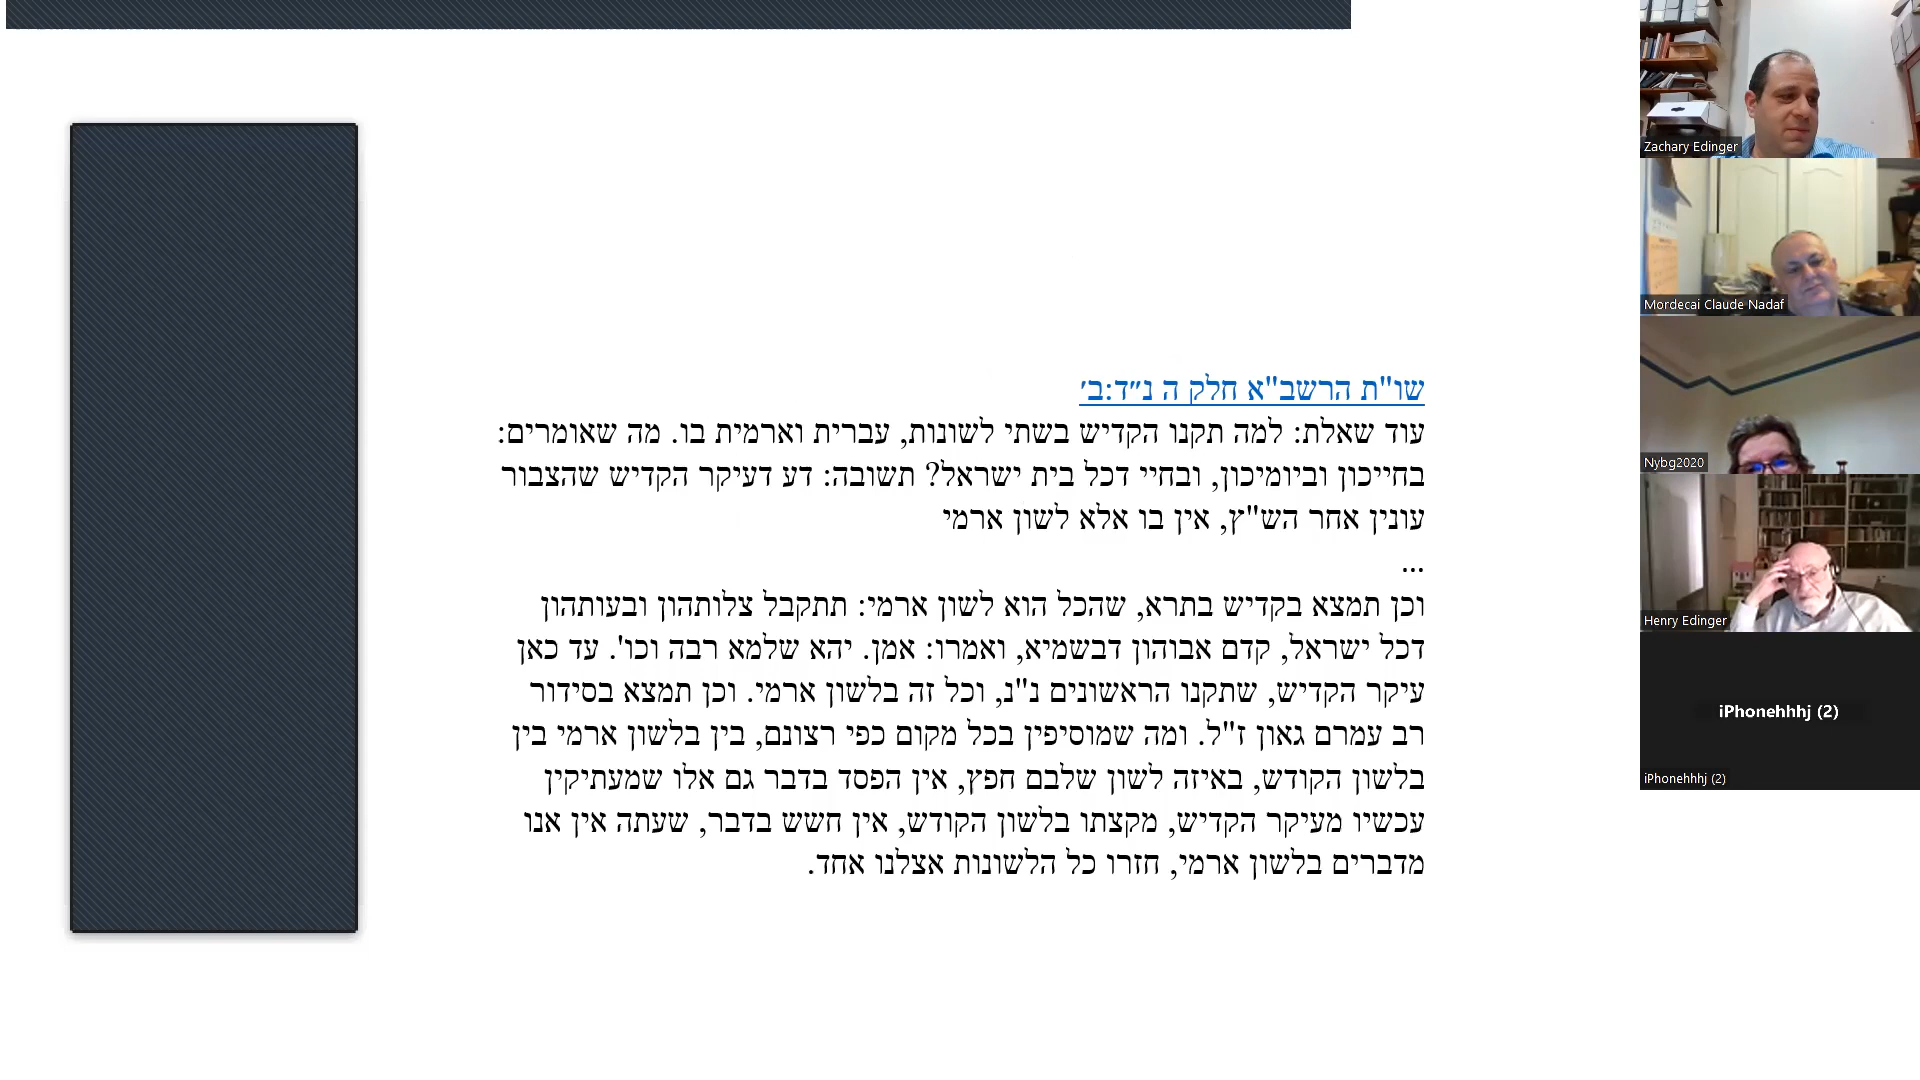 שו"ת הרשב"א חלק ה נ״ד:ב׳
עוד שאלת: למה תקנו הקדיש בשתי לשונות, עברית וארמית בו. מה שאומרים:
בחייכון וביומיכון, ובחיי דכל בית ישראל? תשובה: דע דעיקר הקדיש שהצבור
עונין אחר הש"ץ, אין בו אלא לשון ארמי
...
וכן תמצא בקדיש בתרא, שהכל הוא לשון ארמי: תתקבל צלותהון ובעותהון
דכל ישראל, קדם אבוהון דבשמיא, ואמרו: אמן. יהא שלמא רבה וכו'. עד כאן
עיקר הקדיש, שתקנו הראשונים נ"נ, וכל זה בלשון ארמי. וכן תמצא בסידור
רב עמרם גאון ז"ל. ומה שמוסיפין בכל מקום כפי רצונם, בין בלשון ארמי בין
בלשון הקודש, באיזה לשון שלבם חפץ, אין הפסד בדבר גם אלו שמעתיקין
עכשיו מעיקר הקדיש, מקצתו בלשון הקודש, אין חשש בדבר, שעתה אין אנו
מדברים בלשון ארמי, חזרו כל הלשונות אצלנו אחד.
Zachary Edinger
Mordecai Claude Nadaf
Nybg2020
Henry Edinger
iPhonehhhj (2)
iPhonehhhj (2)